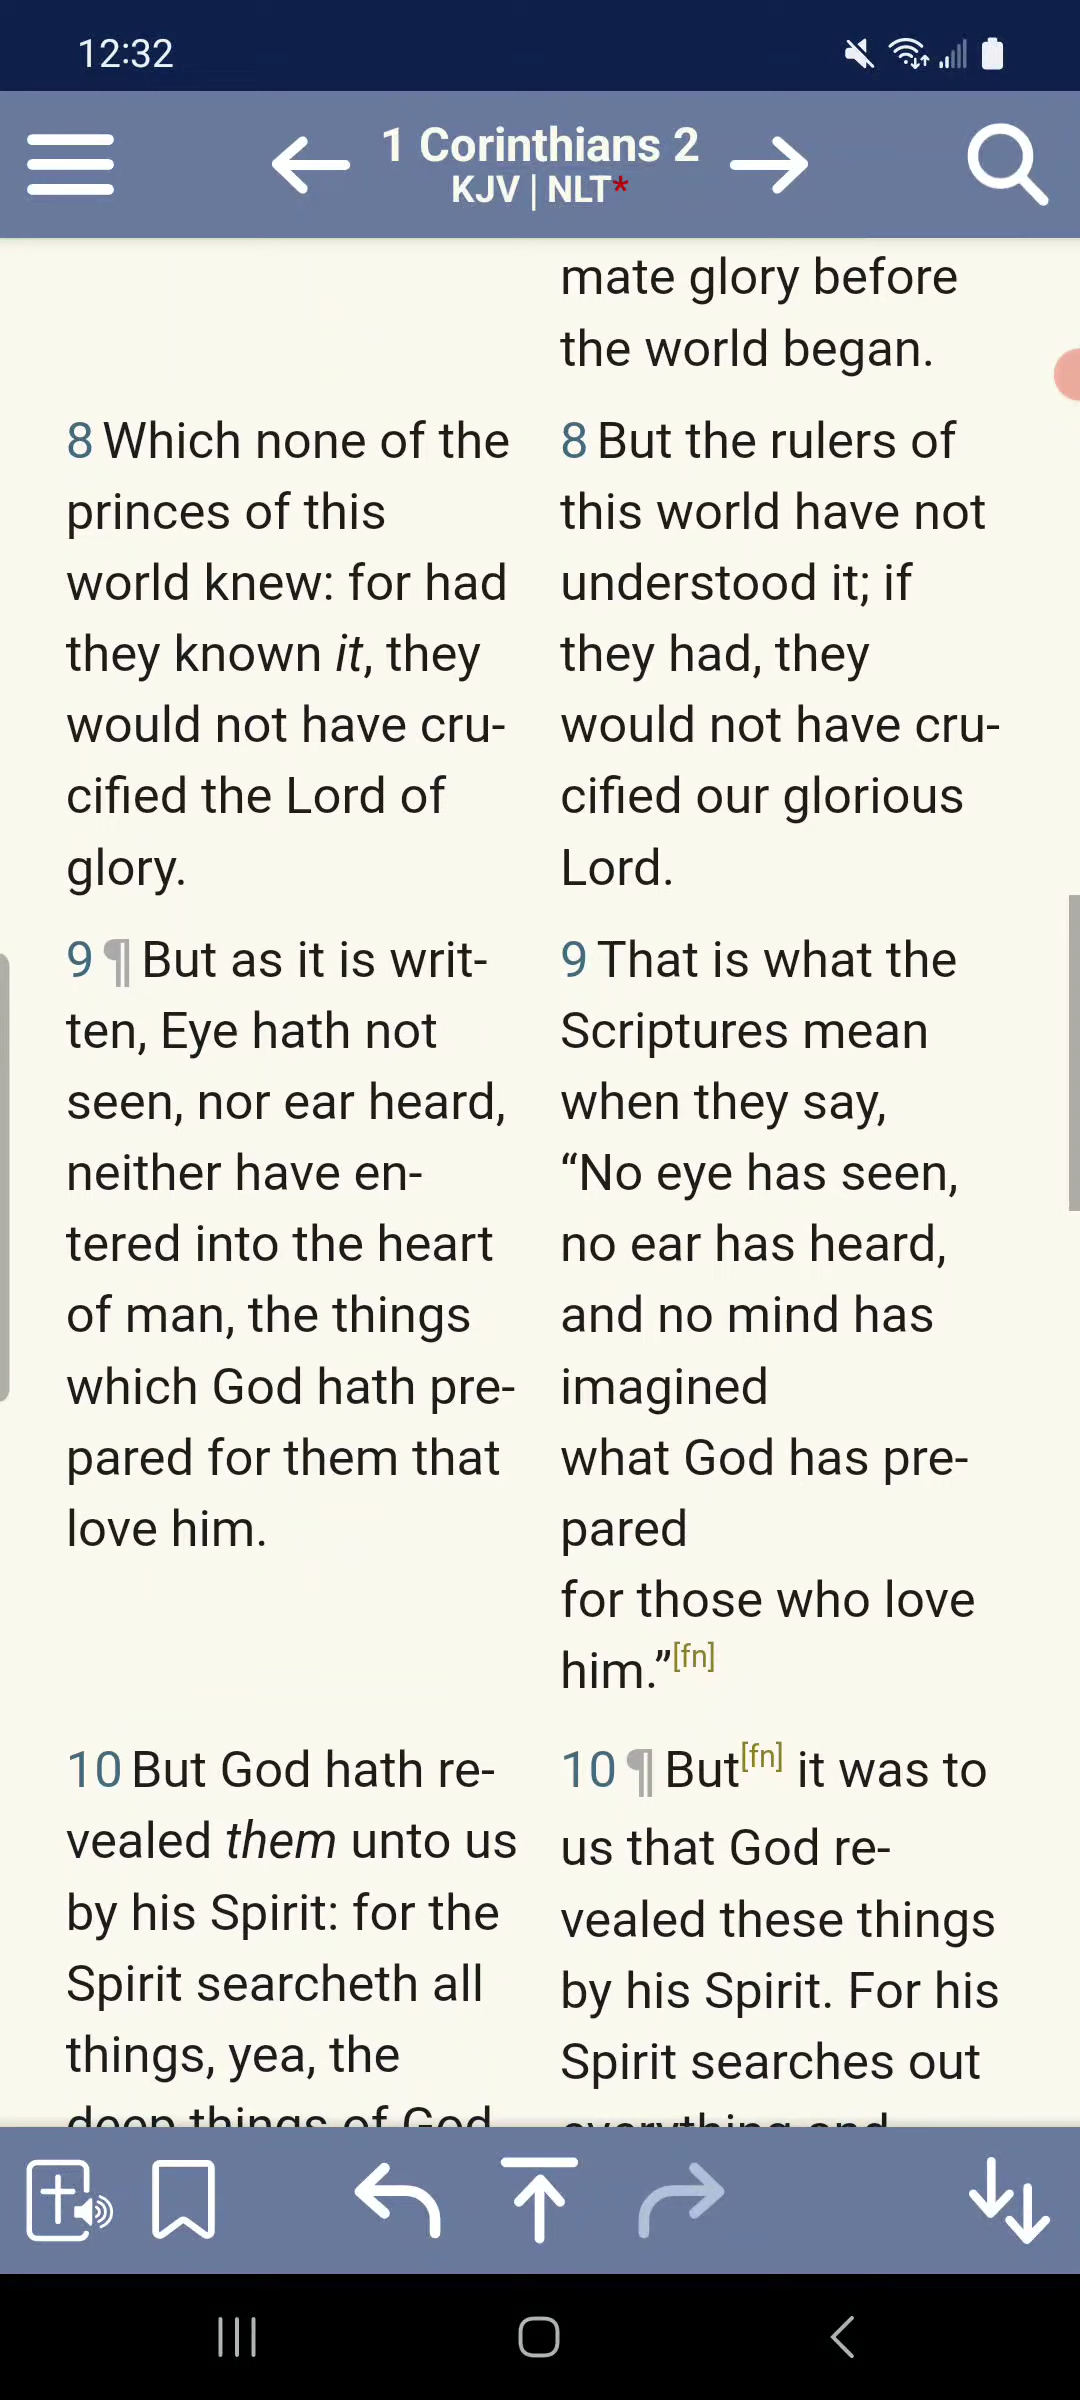 12:32
1 Corinthians 2
KJV | NLT*
mate glory before
the world began.
8 Which none of the
princes of this
world knew: for had
they known it, they
would not have cru-
cified the Lord of
glory.
8 But the rulers of
this world have not
understood it; if
they had, they
would not have cru-
cified our glorious
Lord.
9 ¶ But as it is writ-
ten, Eye hath not
seen, nor ear heard,
neither have en-
tered into the heart
of man, the things
which God hath pre-
pared for them that
love him.
9 That is what the
Scriptures mean
when they say,
“No eye has seen,
no ear has heard,
and no mind has
imagined
what God has pre-
pared
for those who love
him.”[fn]
10 But God hath re-
vealed them unto us
by his Spirit: for the
Spirit searcheth all
things, yea, the
deep things of God
10 ¶ But[fn] it was to
us that God re-
vealed these things
by his Spirit. For his
Spirit searches out
everything and